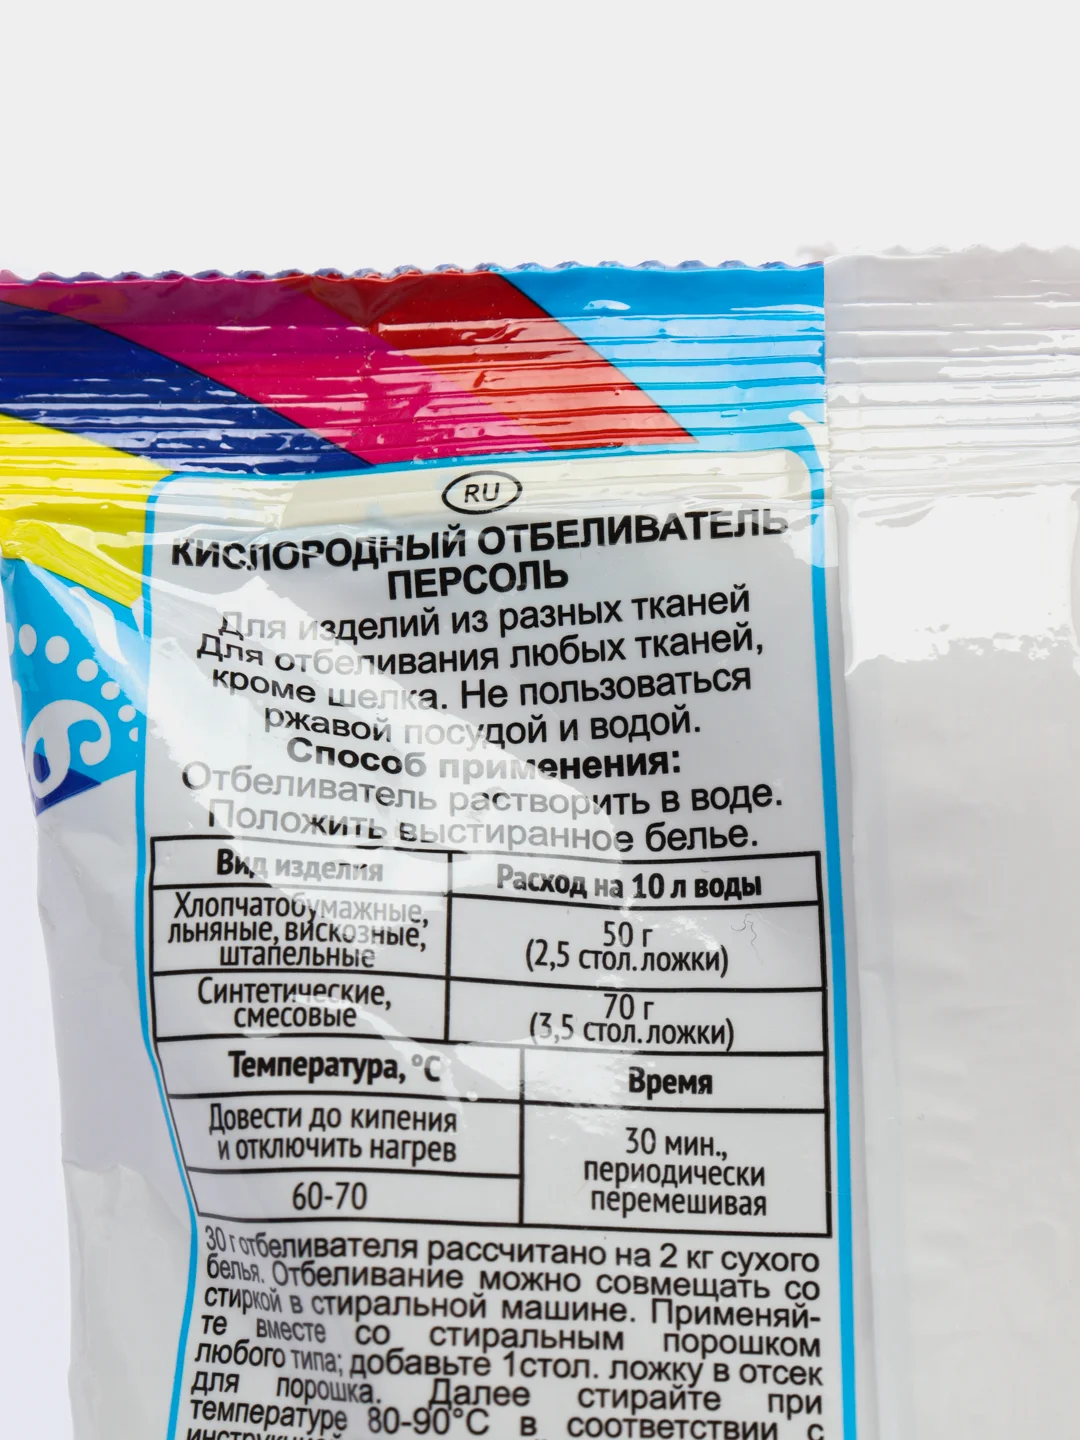 RU
КИСЛОРОДНЫЙ ОТБЕЛИВАТЕЛЬ
ПЕРСОЛЬ
Для изделий из разных тканей
Для отбеливания любых тканей,
кроме шелка. Не пользоваться
ржавой посудой и водой.
Способ применения:
Отбеливатель растворить в воде.
Положить выстиранное белье.
Вид изделия
Расход на 10 л воды
Хлопчатобумажные,
льняные, вискозные,
штапельные
50 г
(2,5 стол. ложки)
Синтетические,
смесовые
70 г
(3,5 стол. ложки)
Температура, °C
Время
Довести до кипения
и отключить нагрев
60-70
30 мин.,
периодически
перемешивая
30 г отбеливателя рассчитано на 2 кг сухого
белья. Отбеливание можно совмещать со
стиркой в стиральной машине. Применяй-
те вместе со стиральным порошком
любого типа; добавьте 1стол. ложку в отсек
для порошка. Далее стирайте при
температуре 80-90°С в соответствии с